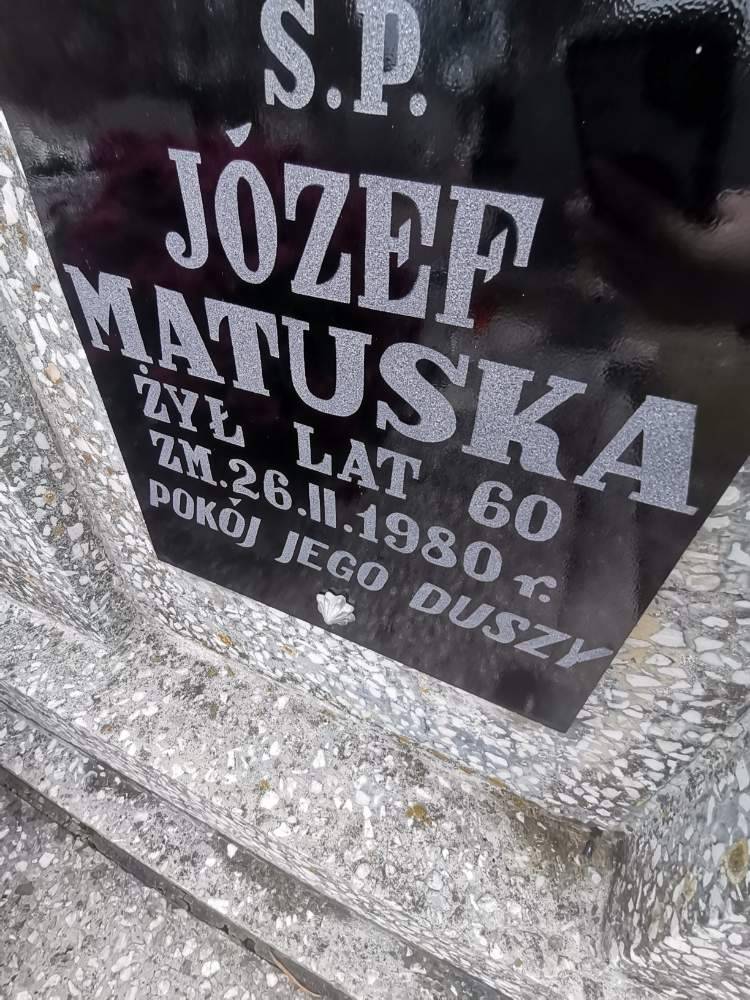 Ś.P.
JÓZEF
MATUSKA
ŻYŁ LAT 60
ZM. 26.II.1980 r.
POKÓJ JEGO DUSZY